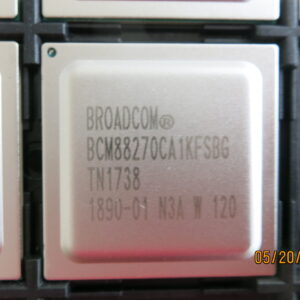 BROADCOM®
BCM88270CA1KFSBG
TN1738
1890-01 N3A W 120
05/20/